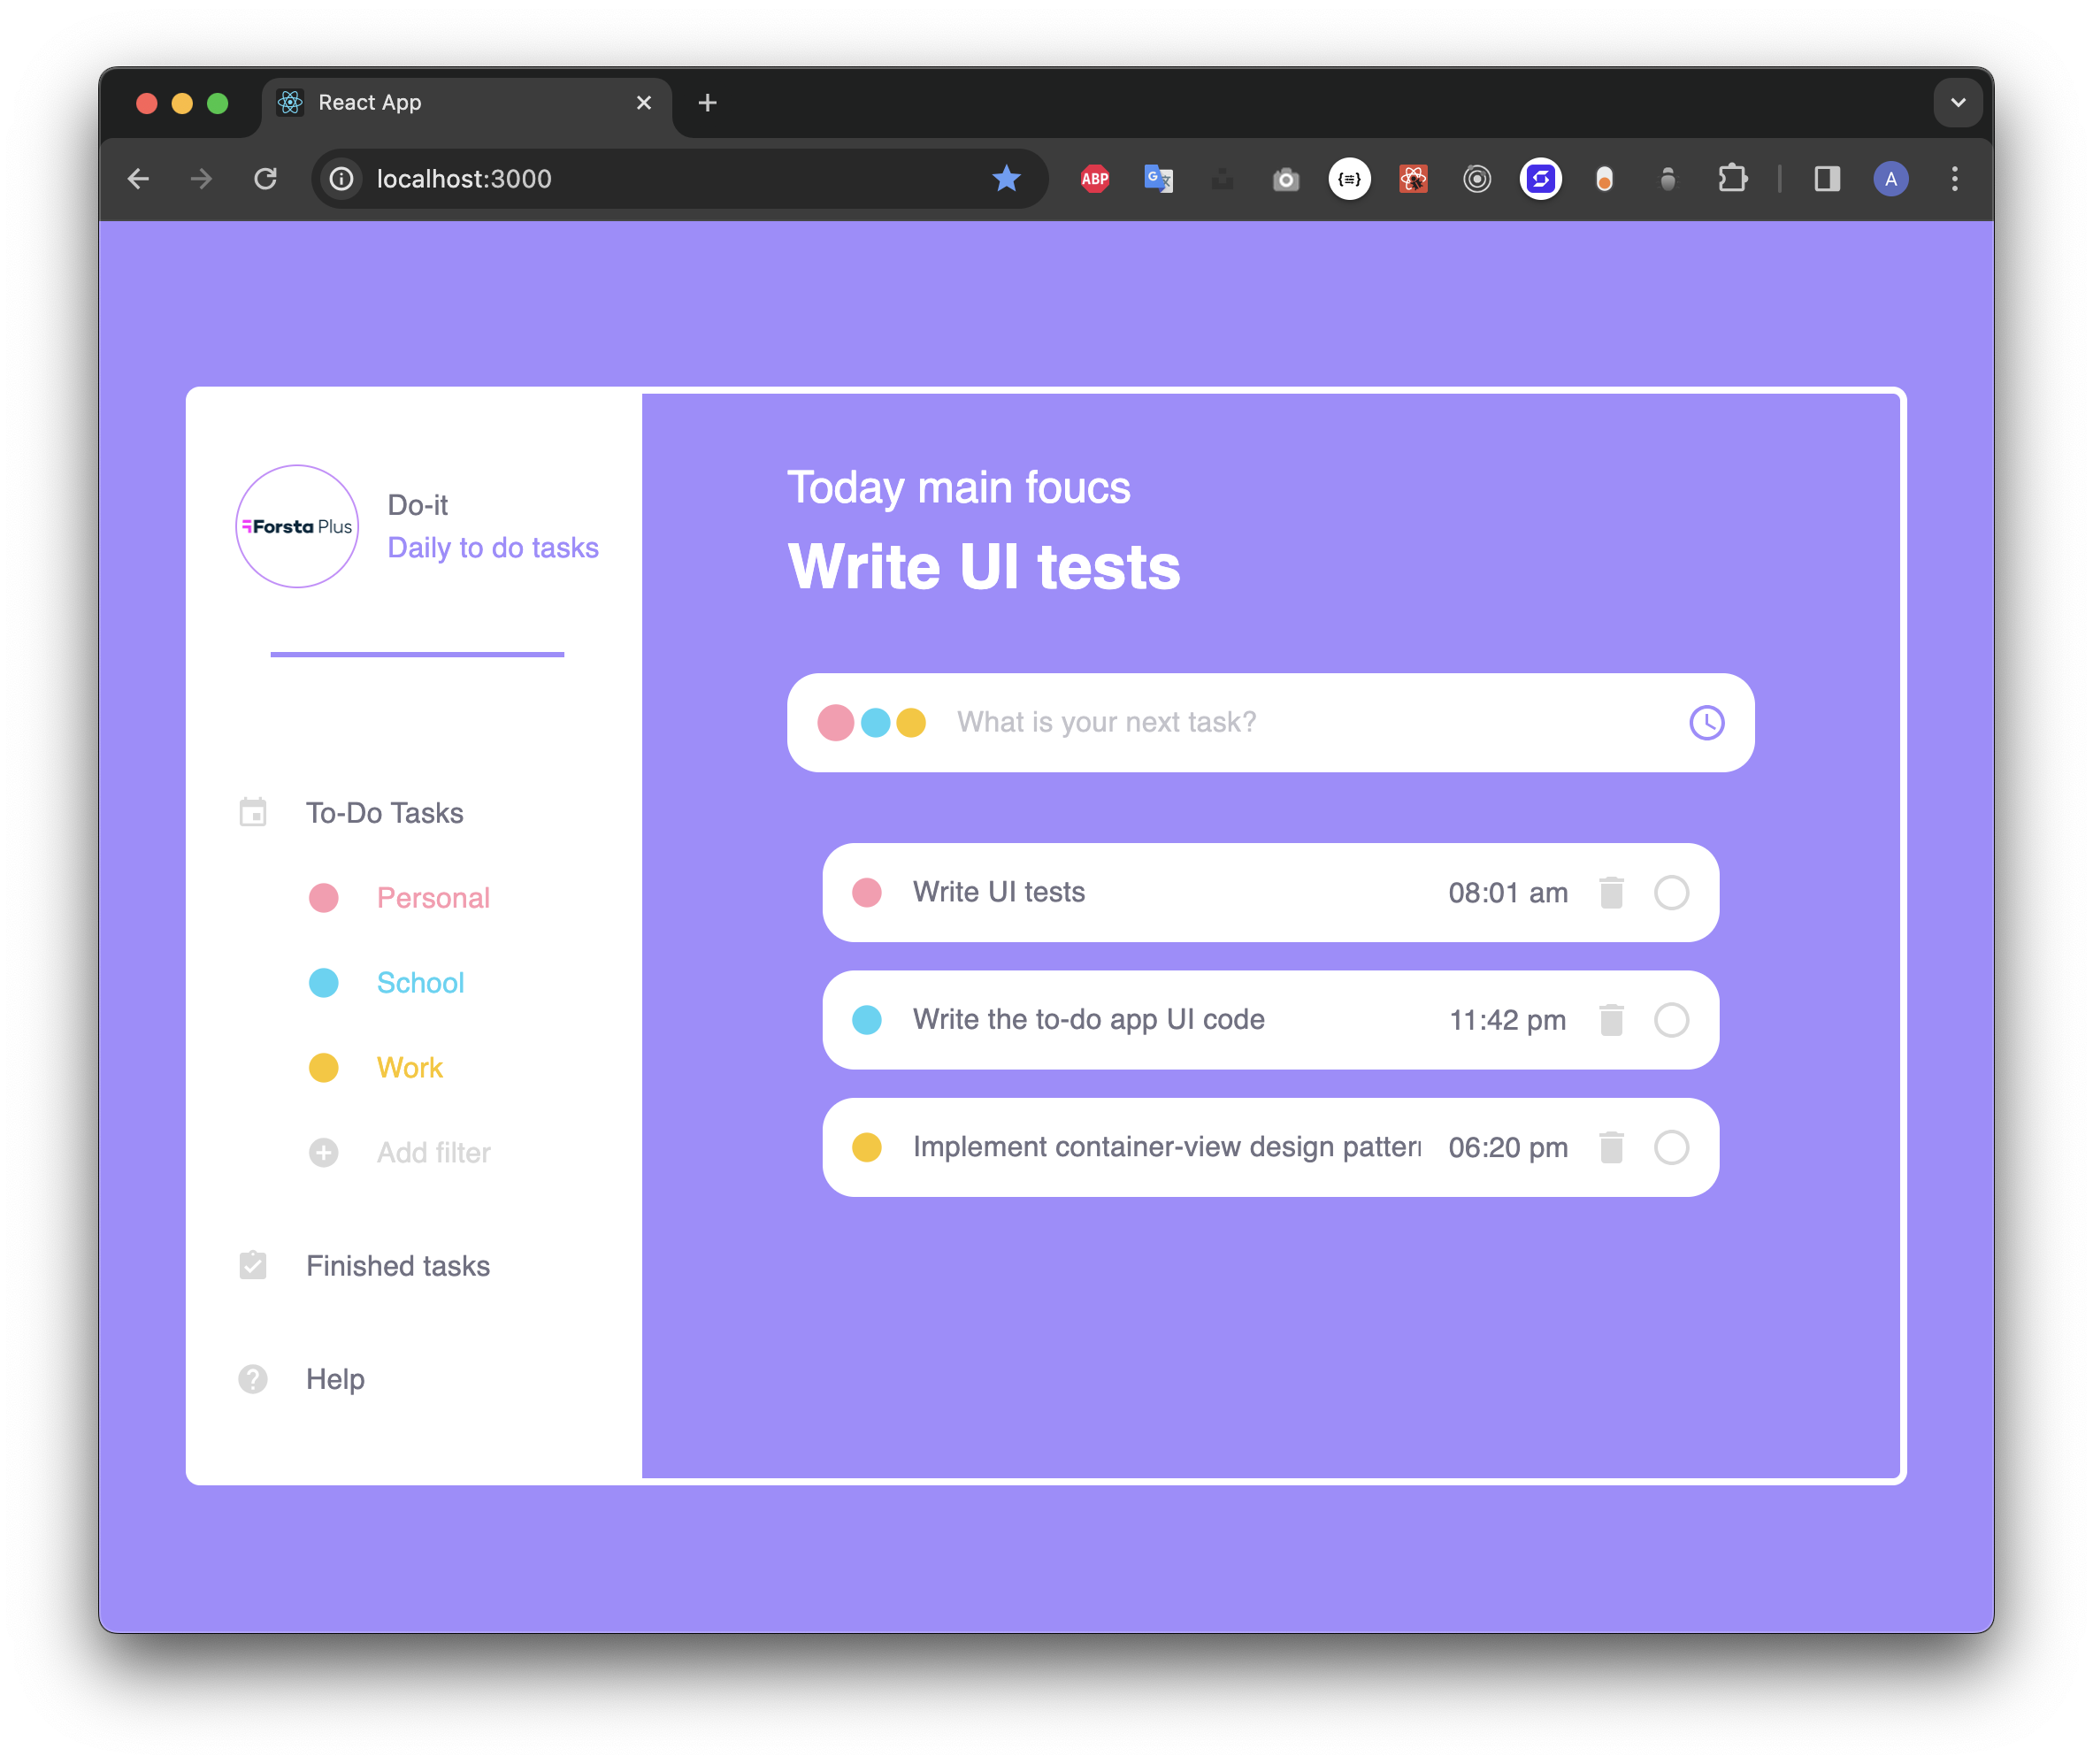 React App
localhost:3000
ABP
G
A
Forsta Plus
Do-it
Daily to do tasks
To-Do Tasks
Personal
School
Work
Add filter
Finished tasks
Help
Today main foucs
Write UI tests
What is your next task?
Write UI tests 08:01 am
Write the to-do app UI code 11:42 pm
Implement container-view design patter 06:20 pm